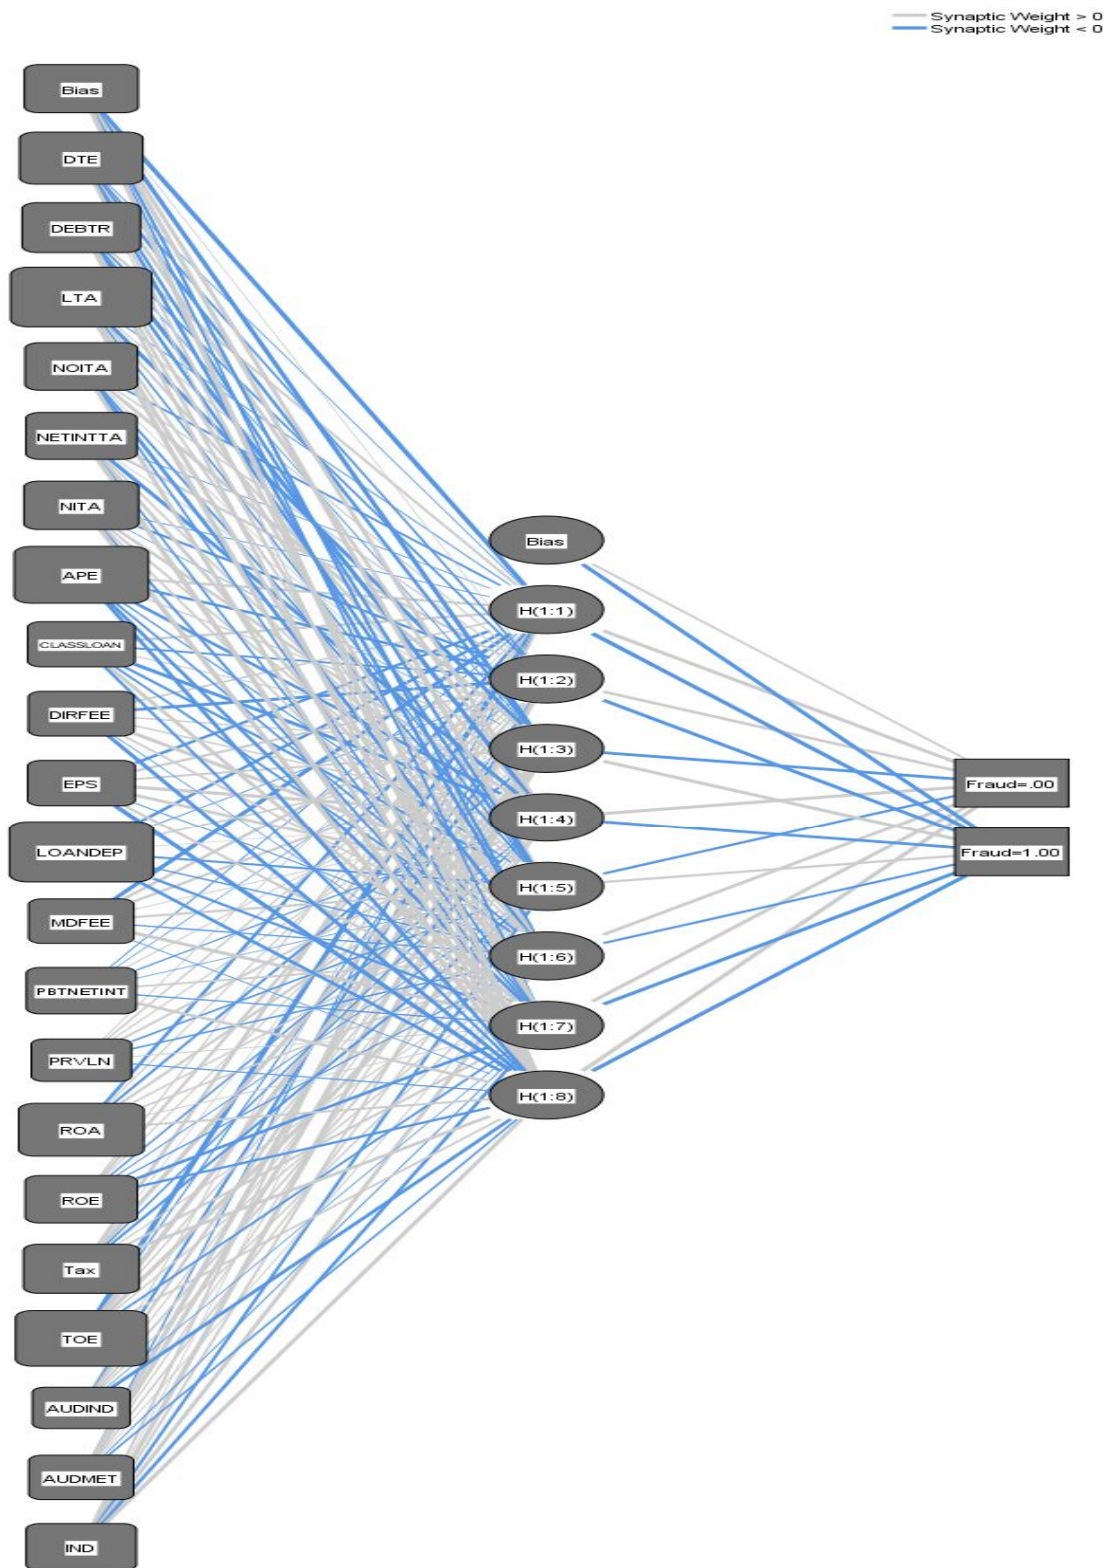 Synaptic Weight > 0
Synaptic Weight < 0
Bias
DTE
DEBTR
LTA
NOITA
NETINTTA
NITA
APE
CLASSLOAN
DIRFEE
EPS
LOANDEP
MDFEE
PBTNETINT
PRVLN
ROA
ROE
Tax
TOE
AUDIND
AUDMET
IND
Bias
H(1:1)
H(1:2)
H(1:3)
H(1:4)
H(1:5)
H(1:6)
H(1:7)
H(1:8)
Fraud=.00
Fraud=1.00